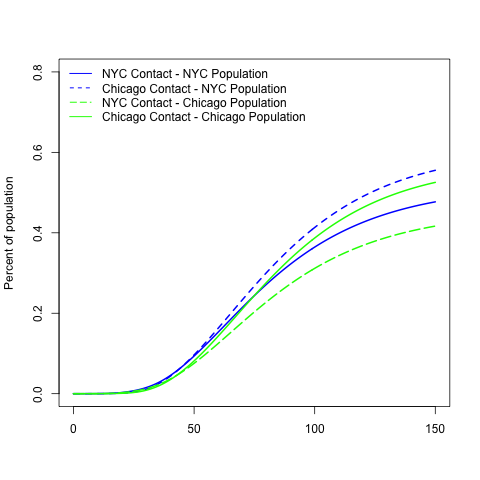 NYC Contact - NYC Population
Chicago Contact - NYC Population
NYC Contact - Chicago Population
Chicago Contact - Chicago Population
Percent of population
0.8
0.6
0.4
0.2
0.0
0
50
100
150